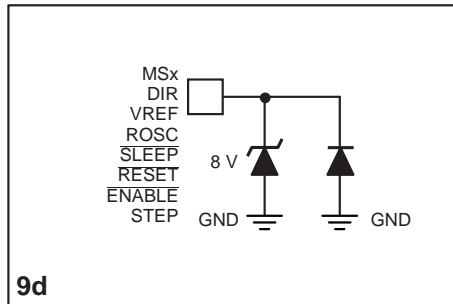 MSx
DIR
VREF
ROSC
SLEEP
RESET
ENABLE
STEP
8 V
GND
GND
9d